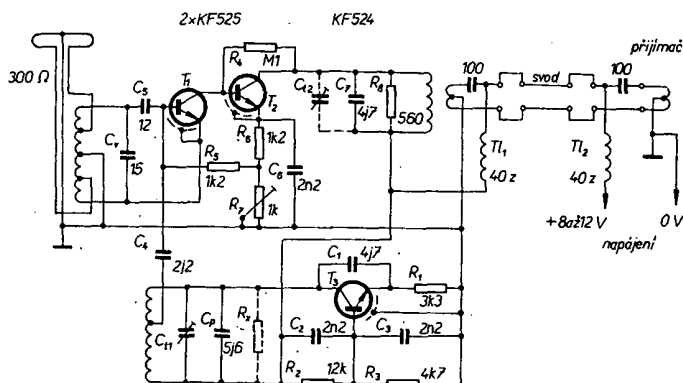 2×KF525 KF524
přijímač
300 Ω
R4 M1
T1
T2
C5
12
Cv
15
R5
1k2
R6
1k2
C6
2n2
R7
1k
Ct2
C7
4j7
R8
560
100
svod
100
Tl1
40 z
Tl2
40 z
+8až12 V
0 V
napájení
C4
2j2
C1
4j7
T3
R1
3k3
Ct1
Cp
5j6
Rx
C2
2n2
C3
2n2
R2
12k
R3
4k7